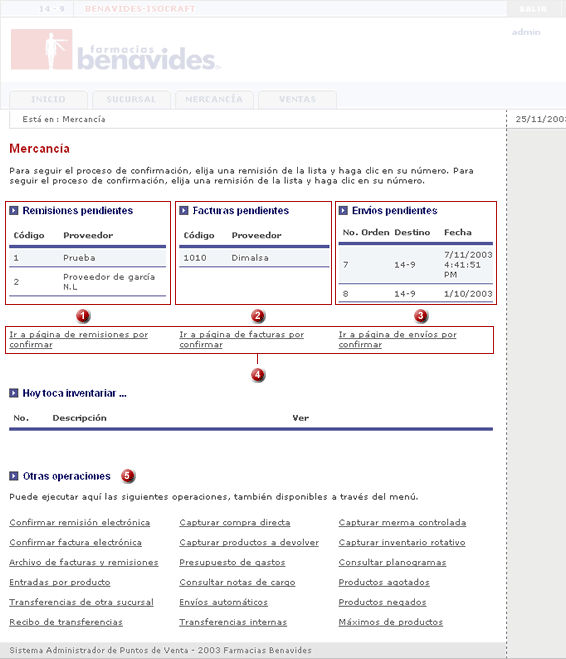 14 - 9 BENAVIDES-ISOCRAFT SALIR
admin
farmacias
benavides
INICIO SUCURSAL MERCANCÍA VENTAS
Está en : Mercancía 25/11/2003
Mercancía
Para seguir el proceso de confirmación, elija una remisión de la lista y haga clic en su número. Para
seguir el proceso de confirmación, elija una remisión de la lista y haga clic en su número.
Remisiones pendientes
Código Proveedor
1 Prueba
2 Proveedor de garcía
N.L
Facturas pendientes
Código Proveedor
1010 Dimalsa
Envíos pendientes
No. Orden Destino Fecha
7 14-9 7/11/2003
4:41:51
PM
8 14-9 1/10/2003
1 2 3
Ir a página de remisiones por
confirmar
Ir a página de facturas por
confirmar
Ir a página de envíos por
confirmar
4
Hoy toca inventariar ...
No. Descripción Ver
Otras operaciones 5
Puede ejecutar aquí las siguientes operaciones, también disponibles a través del menú.
Confirmar remisión electrónica Capturar compra directa Capturar merma controlada
Confirmar factura electrónica Capturar productos a devolver Capturar inventario rotativo
Archivo de facturas y remisiones Presupuesto de gastos Consultar planogramas
Entradas por producto Consultar notas de cargo Productos agotados
Transferencias de otra sucursal Envíos automáticos Productos negados
Recibo de transferencias Transferencias internas Máximos de productos
Sistema Administrador de Puntos de Venta - 2003 Farmacias Benavides